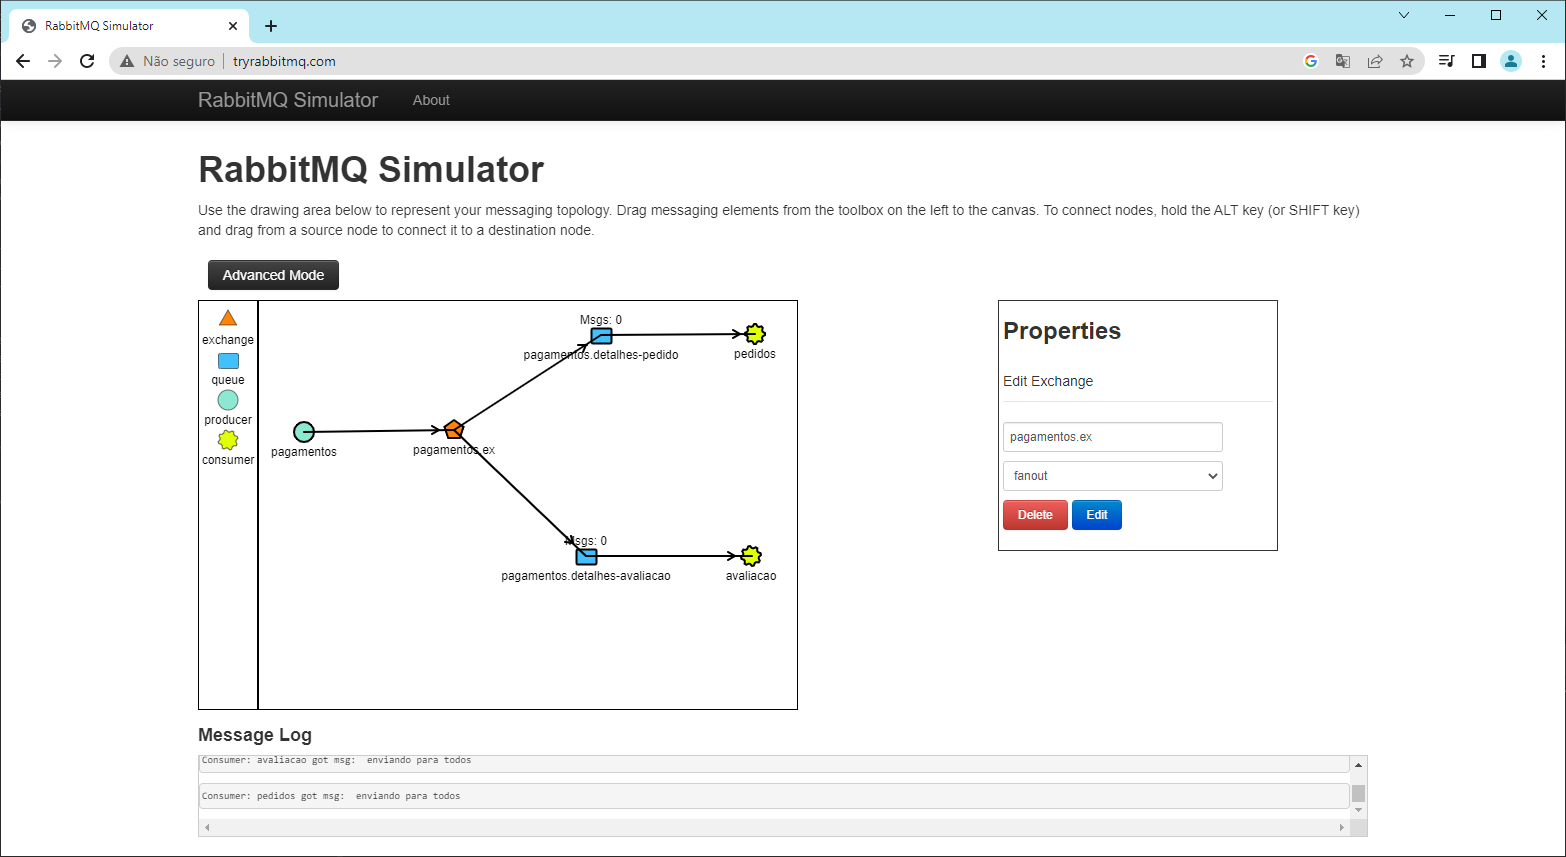 RabbitMQ Simulator
Não seguro
tryrabbitmq.com
RabbitMQ Simulator
About
RabbitMQ Simulator
Use the drawing area below to represent your messaging topology. Drag messaging elements from the toolbox on the left to the canvas. To connect nodes, hold the ALT key (or SHIFT key)
and drag from a source node to connect it to a destination node.
Advanced Mode
exchange
queue
producer
consumer
Msgs: 0
pagamentos.detalhes-pedido
pedidos
pagamentos
pagamentos.ex
Msgs: 0
pagamentos.detalhes-avaliacao
avaliacao
Properties
Edit Exchange
pagamentos.ex
fanout
Delete
Edit
Message Log
Consumer: avaliacao got msg:  enviando para todos
Consumer: pedidos got msg:  enviando para todos